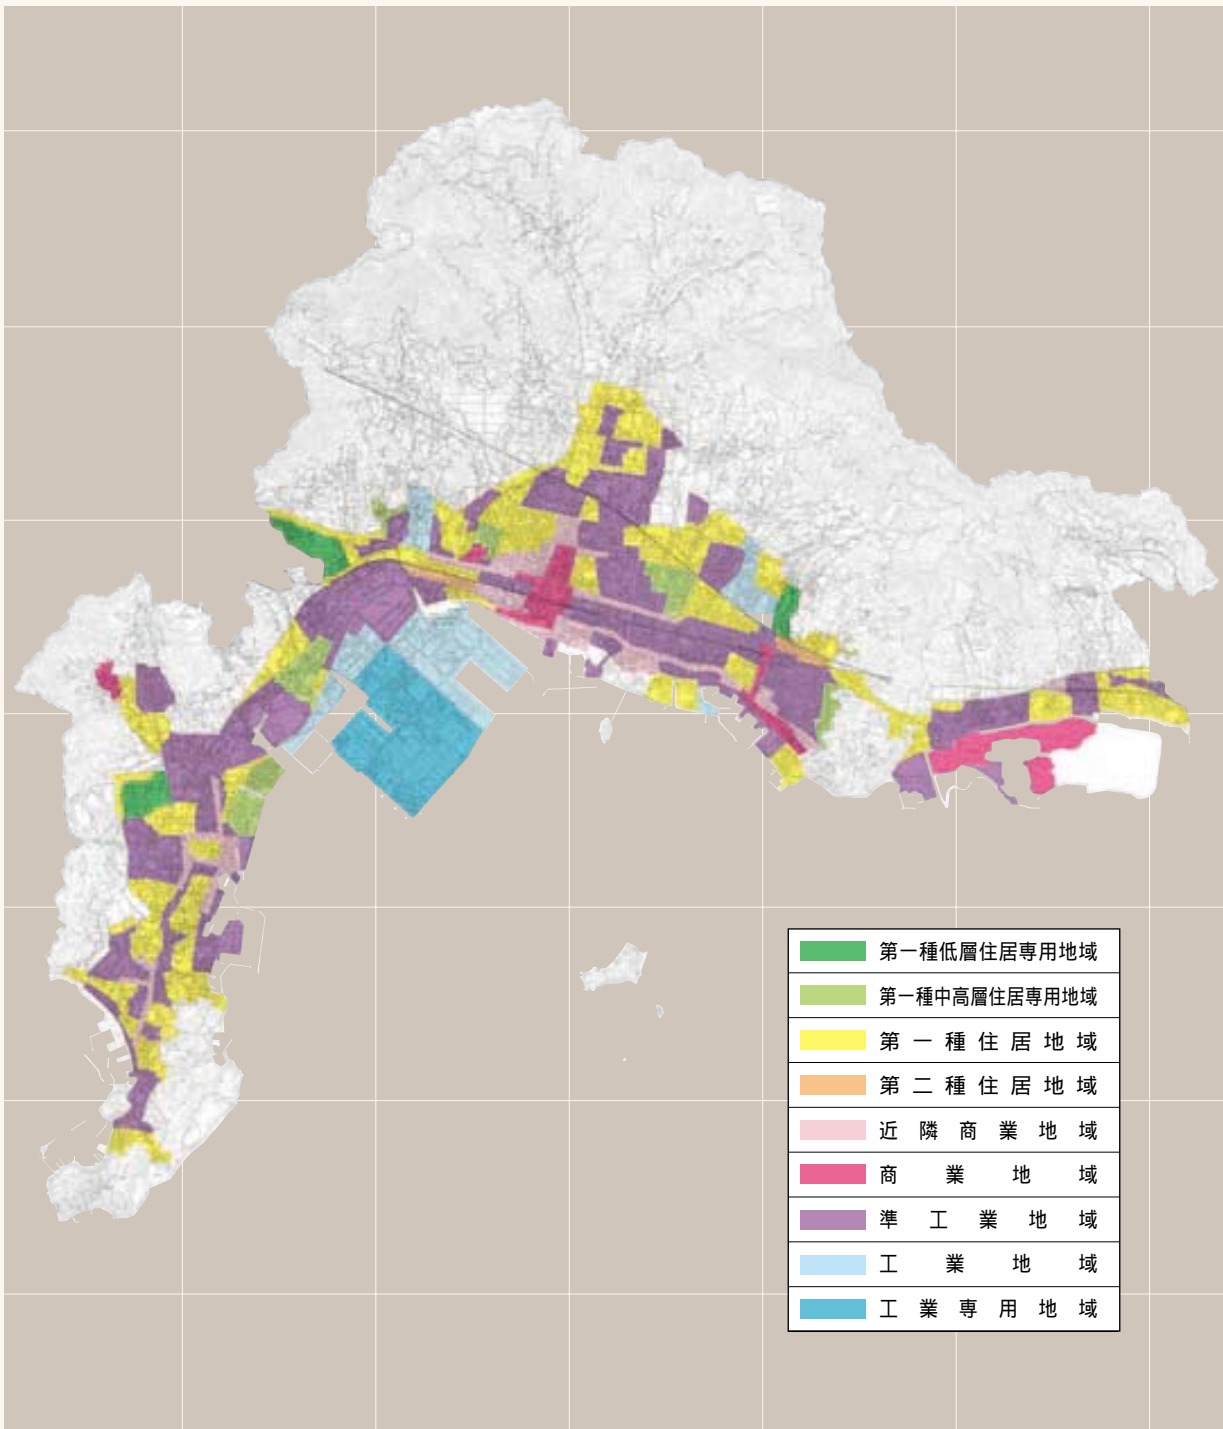 第一種低層住居専用地域
第一種中高層住居専用地域
第一種住居地域
第二種住居地域
近隣商業地域
商業地域
準工業地域
工業地域
工業専用地域